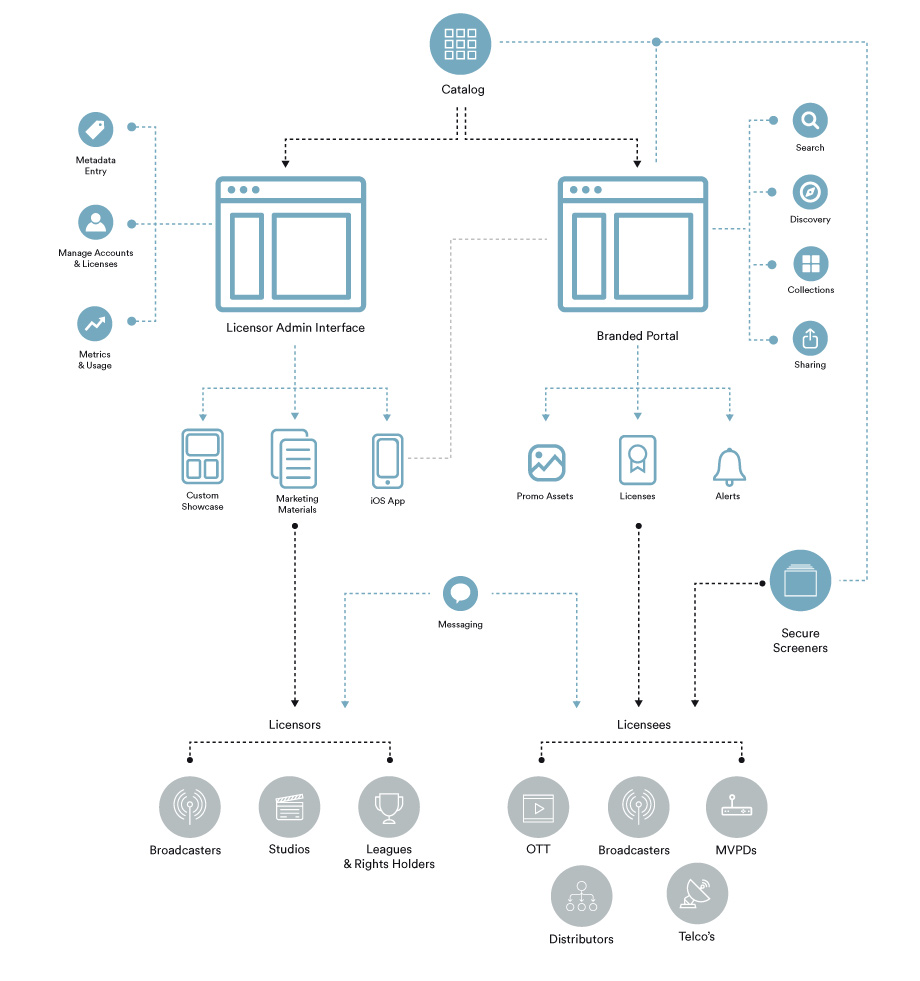 Catalog
Metadata
Entry
Manage Accounts
& Licenses
Metrics
& Usage
Licensor Admin Interface
Branded Portal
Search
Discovery
Collections
Sharing
Custom
Showcase
Marketing
Materials
iOS App
Promo Assets
Licenses
Alerts
Messaging
Secure
Screeners
Licensors
Licensees
Broadcasters
Studios
Leagues
& Rights Holders
OTT
Broadcasters
MVPDs
Distributors
Telco's